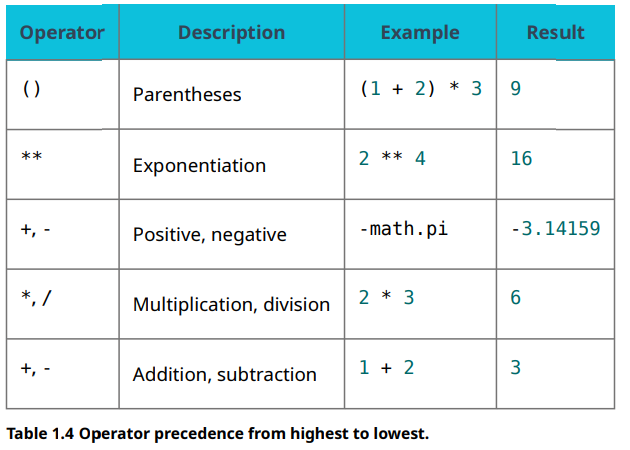 Operator Description Example Result
() Parentheses (1 + 2) * 3 9
** Exponentiation 2 ** 4 16
+, - Positive, negative -math.pi -3.14159
*, / Multiplication, division 2 * 3 6
+, - Addition, subtraction 1 + 2 3
Table 1.4 Operator precedence from highest to lowest.